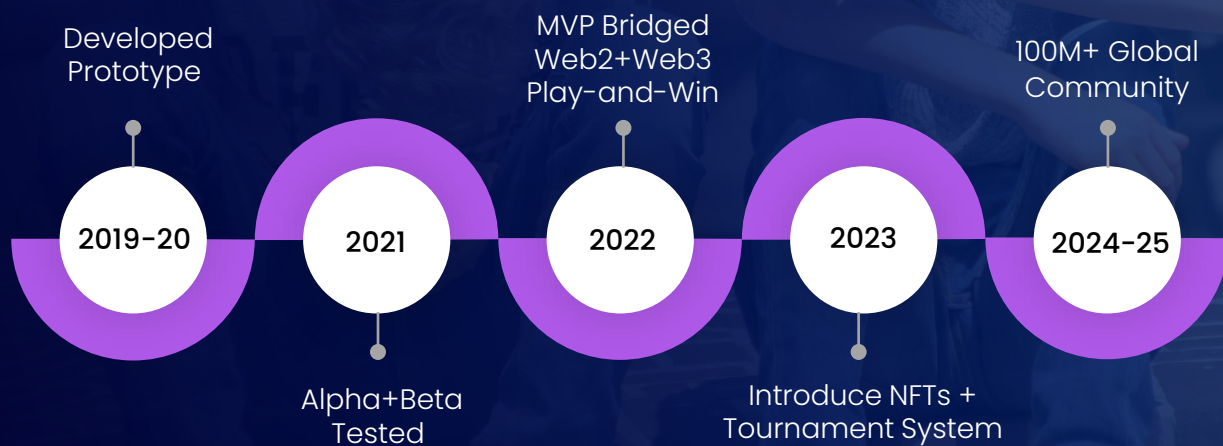 Developed
Prototype
MVP Bridged
Web2+Web3
Play-and-Win
100M+ Global
Community
2019-20
2021
2022
2023
2024-25
Alpha+Beta
Tested
Introduce NFTs +
Tournament System